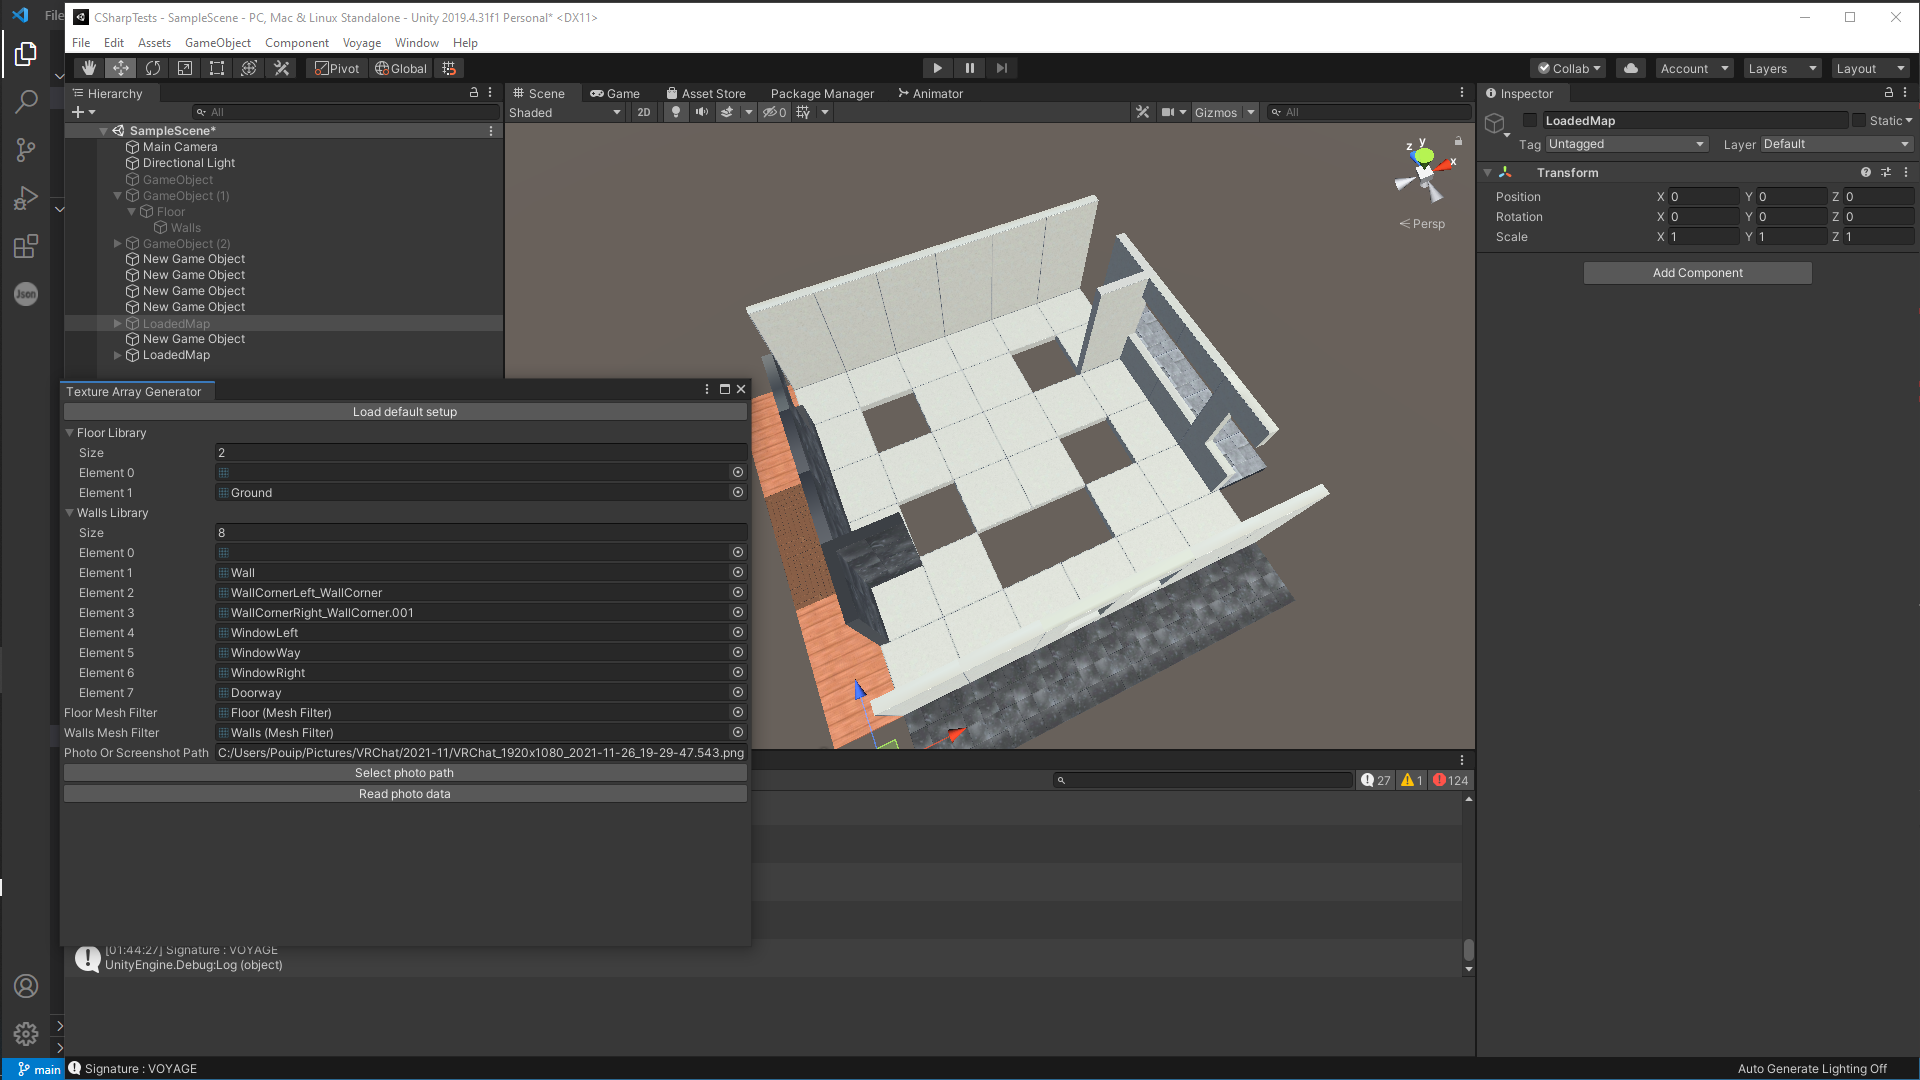 File
CSharpTests - SampleScene - PC, Mac & Linux Standalone - Unity 2019.4.31f1 Personal* <DX11>
File Edit Assets GameObject Component Voyage Window Help
Pivot Global Collab Account Layers Layout
Hierarchy
All
SampleScene*
Main Camera
Directional Light
GameObject
GameObject (1)
Floor
Walls
GameObject (2)
New Game Object
New Game Object
New Game Object
New Game Object
LoadedMap
New Game Object
LoadedMap
Scene Game Asset Store Package Manager Animator
Shaded 2D 0 Gizmos All
y
z
x
Persp
Inspector
LoadedMap Static
Tag Untagged Layer Default
Transform
Position X 0 Y 0 Z 0
Rotation X 0 Y 0 Z 0
Scale X 1 Y 1 Z 1
Add Component
Texture Array Generator
Load default setup
Floor Library
Size 2
Element 0
Element 1 Ground
Walls Library
Size 8
Element 0
Element 1 Wall
Element 2 WallCornerLeft_WallCorner
Element 3 WallCornerRight_WallCorner.001
Element 4 WindowLeft
Element 5 WindowWay
Element 6 WindowRight
Element 7 Doorway
Floor Mesh Filter Floor (Mesh Filter)
Walls Mesh Filter Walls (Mesh Filter)
Photo Or Screenshot Path C:/Users/Pouip/Pictures/VRChat/2021-11/VRChat_1920x1080_2021-11-26_19-29-47.543.png
Select photo path
Read photo data
27 1 124
[01:44:27] Signature : VOYAGE
UnityEngine.Debug:Log (object)
Json
main
Signature : VOYAGE
Auto Generate Lighting Off